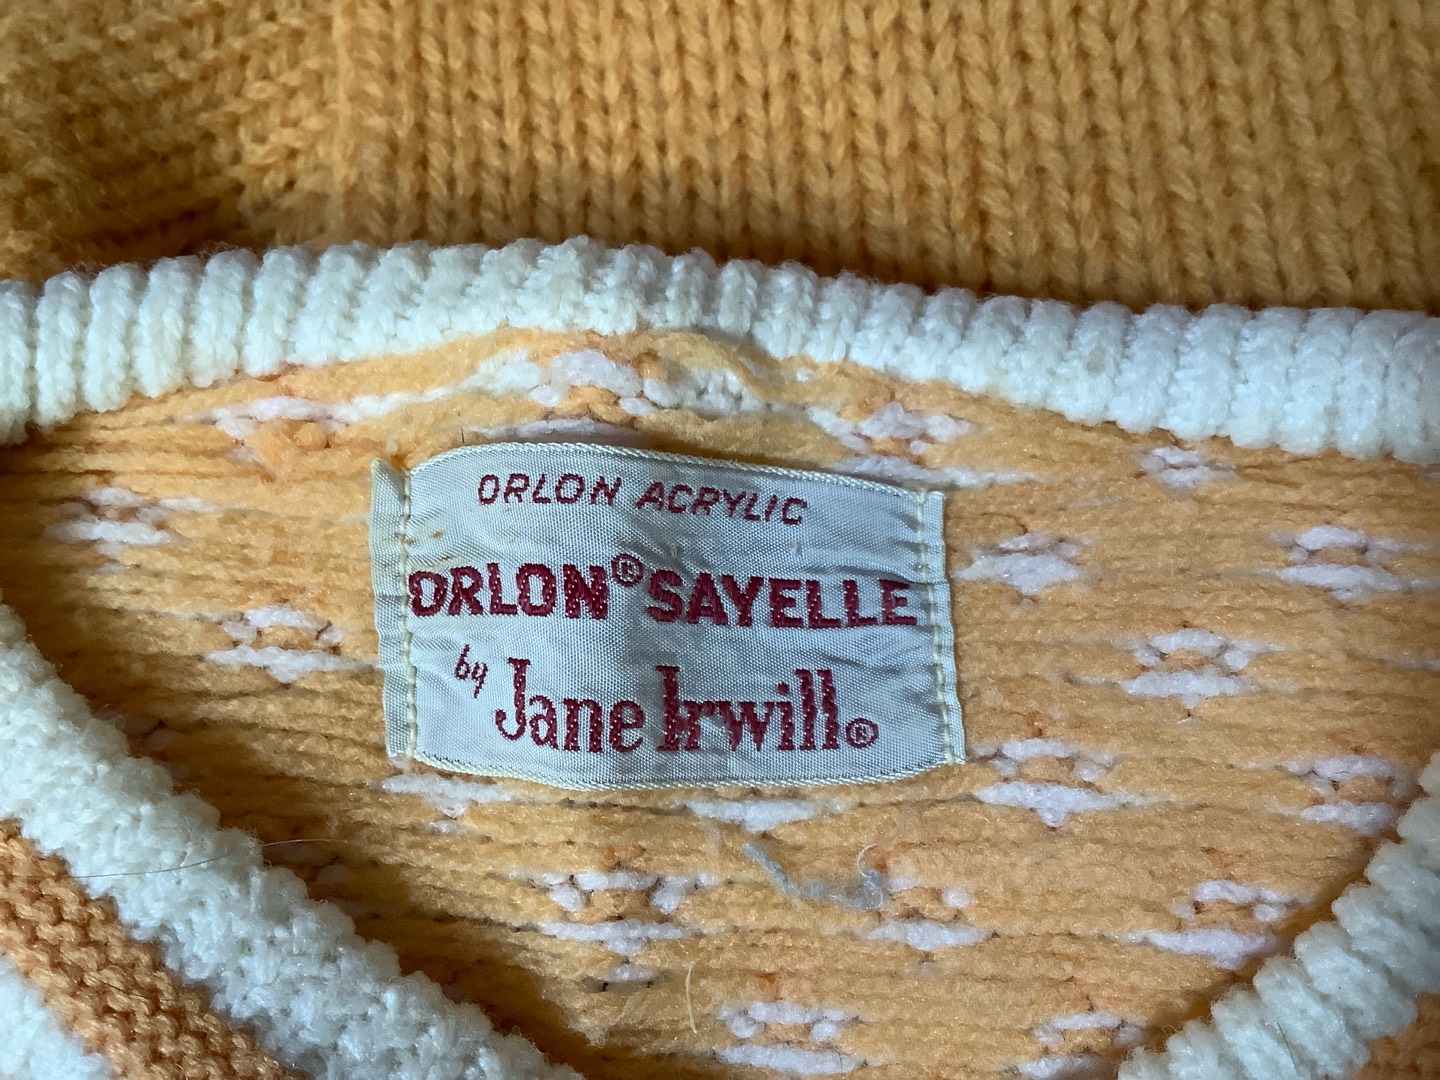 ORLON ACRYLIC
ORLON® SAYELLE
by Jane Irwill®